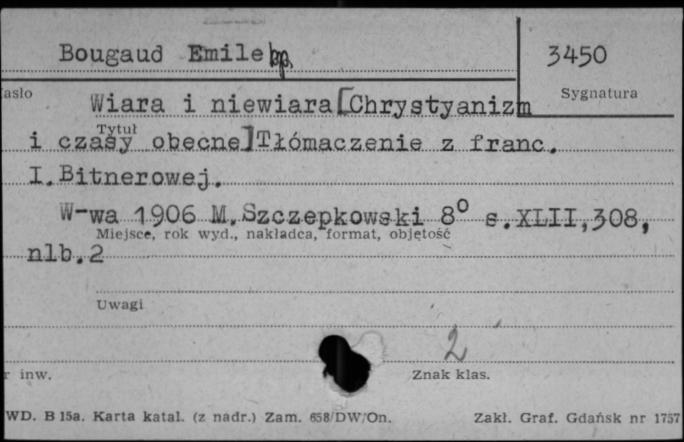 Bougaud Emile bp. 3450
asło Sygnatura
Wiara i niewiara[Chrystyanizm
Tytuł
i czasy obecne]Tłómaczenie z franc.
I.Bitnerowej.
W-wa 1906 M.Szczepkowski 8° s.XLII,308,
Miejsce, rok wyd., nakładca, format, objętość
nlb.2
Uwagi
2
r inw. Znak klas.
WD. B 15a. Karta katal. (z nadr.) Zam. 658/DW/On. Zakł. Graf. Gdańsk nr 1757